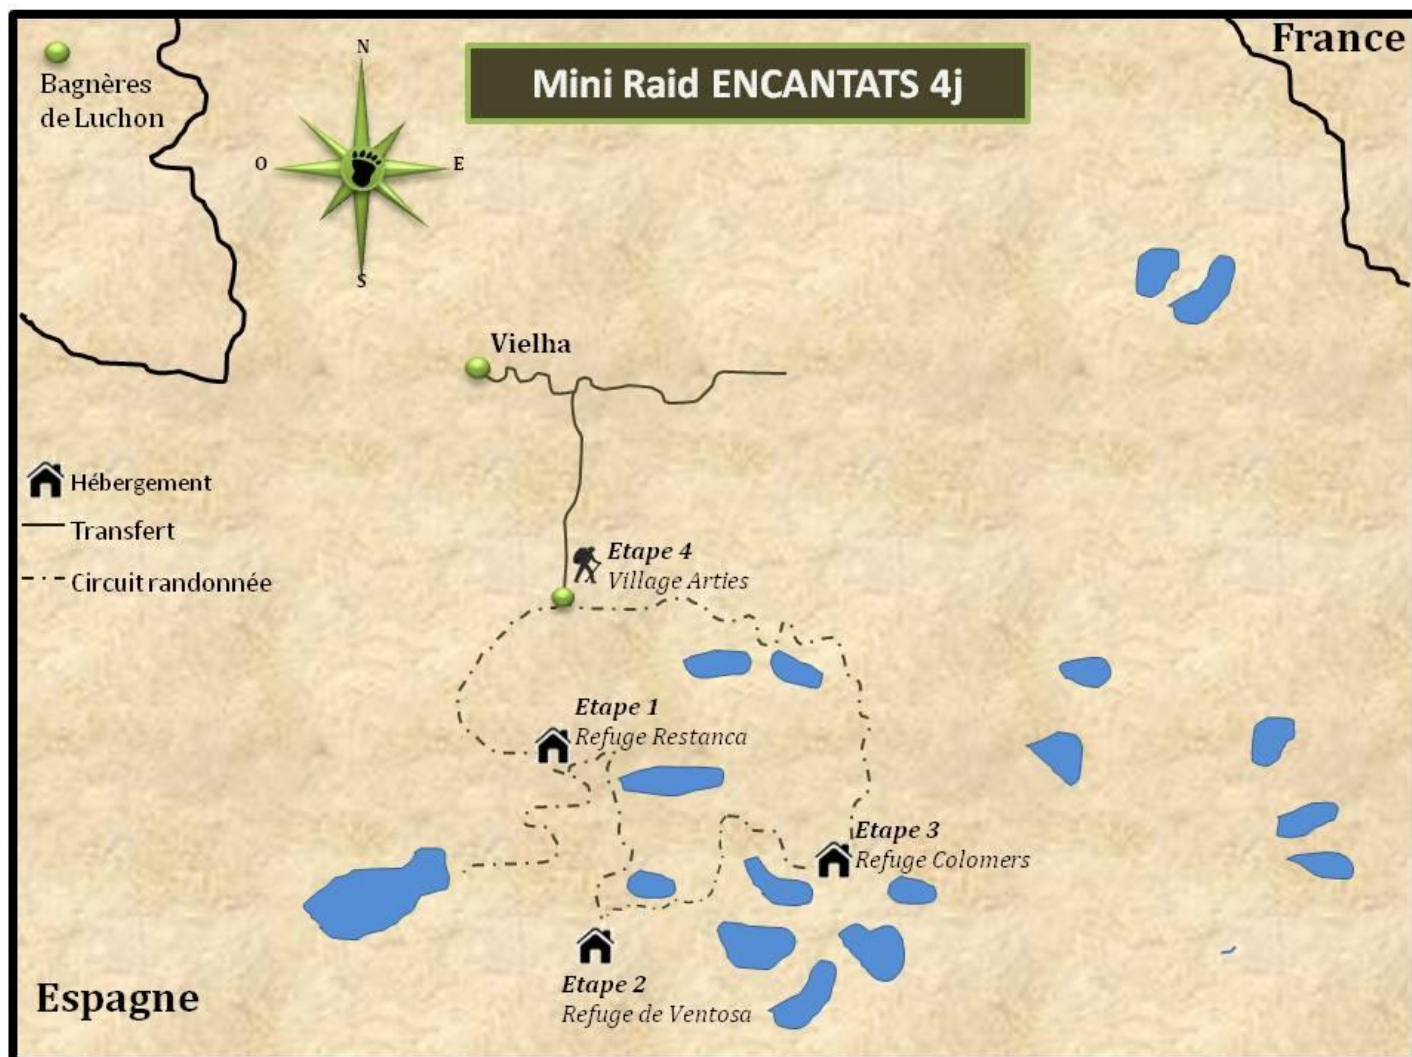 France
Bagnères
de Luchon
N
O
E
S
Mini Raid ENCANTATS 4j
Vielha
Hébergement
Transfert
Circuit randonnée
Etape 4
Village Arties
Etape 1
Refuge Restanca
Etape 3
Refuge Colomers
Etape 2
Refuge de Ventosa
Espagne